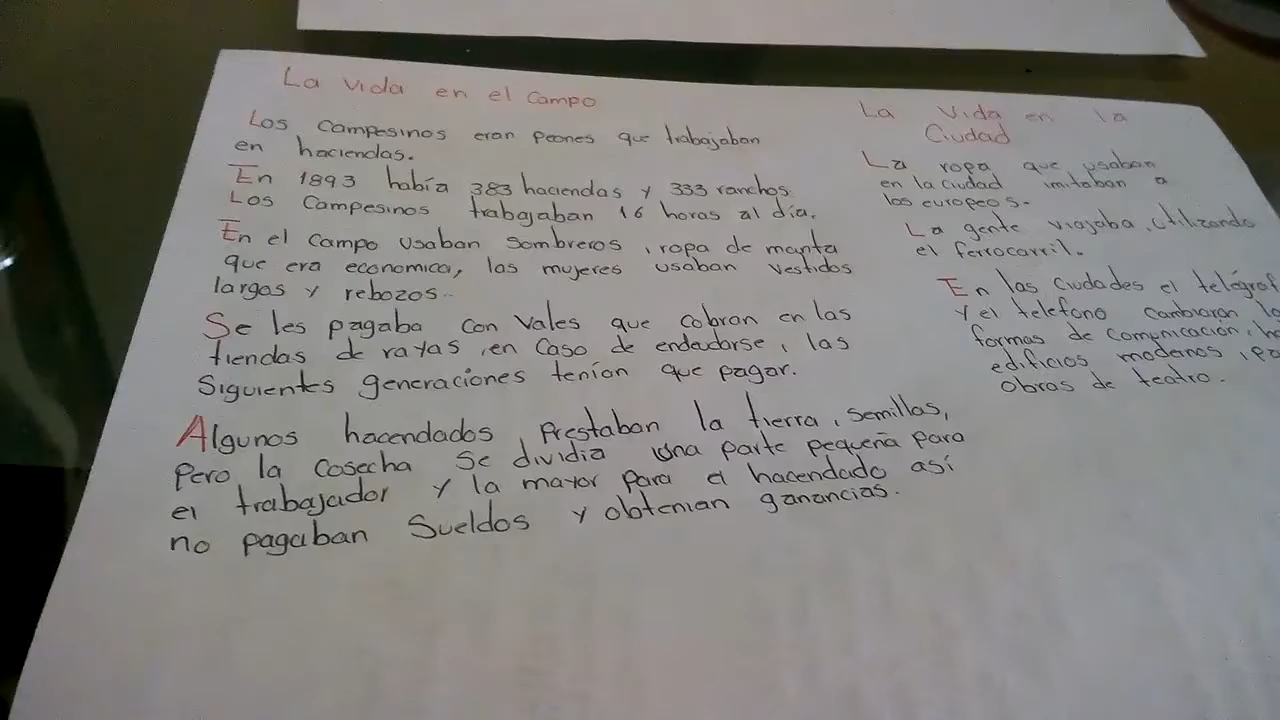 La Vida en el Campo
Los Campesinos eran peones que trabajaban
en haciendas.
En 1893 había 383 haciendas y 333 ranchos.
Los Campesinos trabajaban 16 horas al día.
En el Campo usaban Sombreros, ropa de manta
que era economica, las mujeres usaban vestidos
largos y rebozos..
Se les pagaba con Vales que cobran en las
tiendas de rayas, en caso de endedarse, las
Siguientes generaciones tenían que pagar.
Algunos hacendados, Prestaban la tierra, Semillas,
Pero la cosecha se dividia una parte pequeña para
el trabajador y la mayor para el hacendado así
no pagaban Sueldos y obtenian ganancias.
La Vida en la
Ciudad
La ropa que usaban
en la ciudad imitaban a
los europeos.
La gente viajaba, utilizando
el ferrocarril.
En las Ciudades el telégraf
y el telefono cambiaron
formas de comunicación,
edificios modenos,
Obras de teatro.